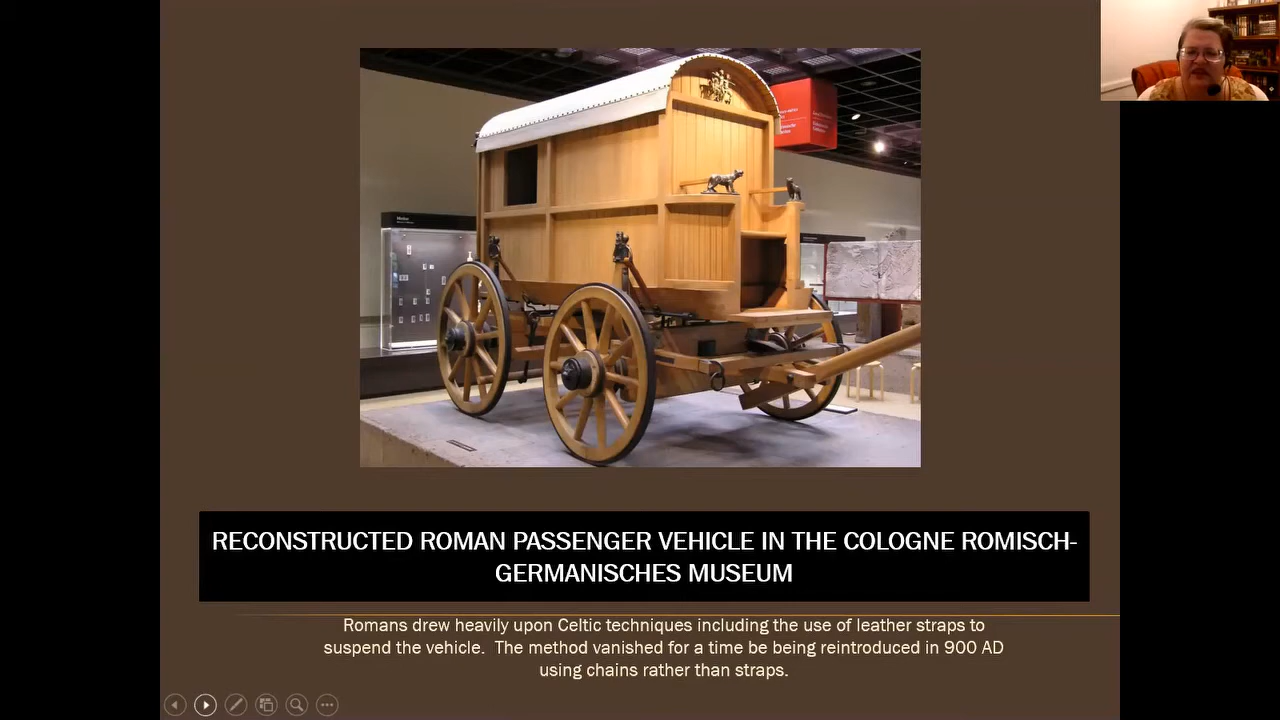 RECONSTRUCTED ROMAN PASSENGER VEHICLE IN THE COLOGNE ROMISCH-
GERMANISCHES MUSEUM
Romans drew heavily upon Celtic techniques including the use of leather straps to
suspend the vehicle. The method vanished for a time be being reintroduced in 900 AD
using chains rather than straps.